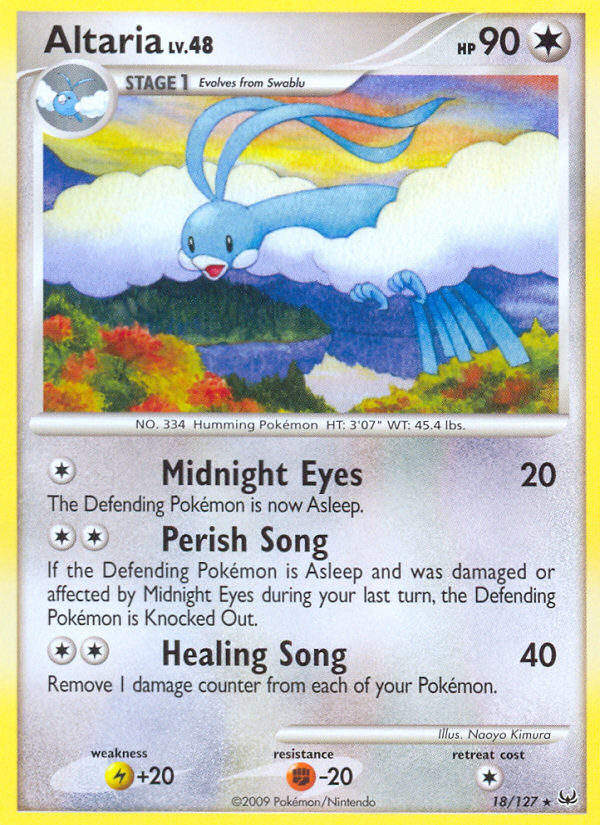 Altaria LV.48 HP 90
STAGE 1 Evolves from Swablu
NO. 334 Humming Pokémon HT: 3'07" WT: 45.4 lbs.
Midnight Eyes 20
The Defending Pokémon is now Asleep.
Perish Song
If the Defending Pokémon is Asleep and was damaged or
affected by Midnight Eyes during your last turn, the Defending
Pokémon is Knocked Out.
Healing Song 40
Remove 1 damage counter from each of your Pokémon.
Illus. Naoyo Kimura
weakness resistance retreat cost
+20 -20
©2009 Pokémon/Nintendo 18/127 ★